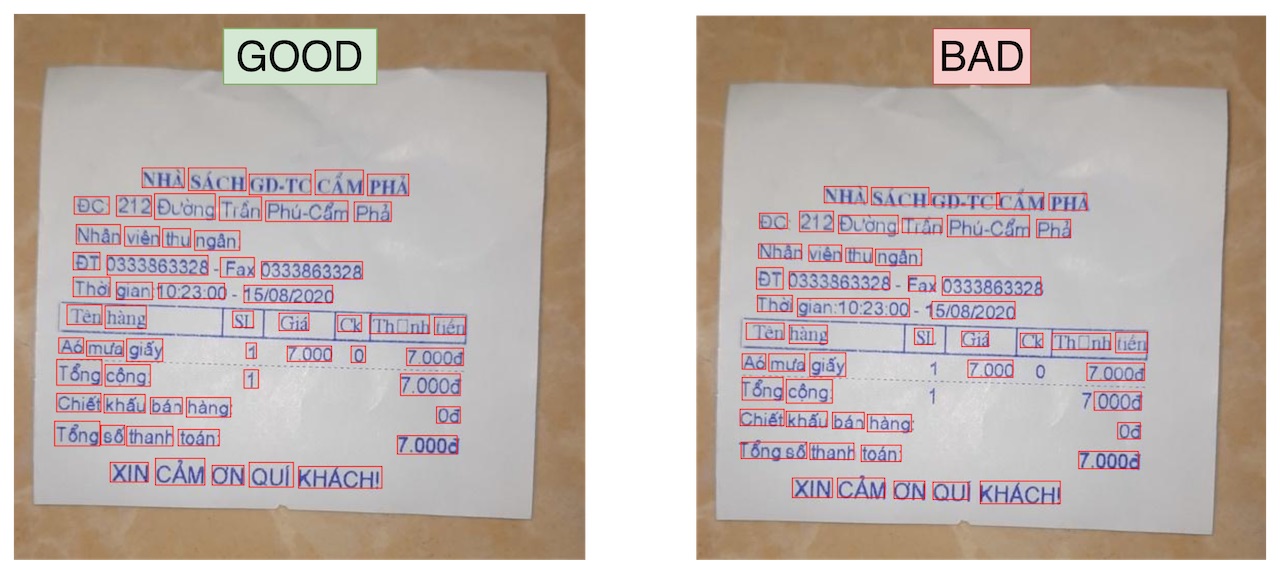 GOOD
NHÀ SÁCH GD-TC CẨM PHẢ
ĐC: 212 Đường Trần Phú-Cẩm Phả
Nhân viên thu ngân:
ĐT 0333863328 - Fax 0333863328
Thời gian:10:23:00 - 15/08/2020
Tên hàng SL Giá Ck Th□nh tiền
Aó mưa giấy 1 7.000 0 7.000đ
Tổng cộng: 1 7.000đ
Chiết khấu bán hàng: 0đ
Tổng số thanh toán: 7.000đ
XIN CẢM ƠN QUÍ KHÁCH!
BAD
NHÀ SÁCH GD-TC CẨM PHẢ
ĐC: 212 Đường Trần Phú-Cẩm Phả
Nhân viên thu ngân:
ĐT 0333863328 - Fax 0333863328
Thời gian:10:23:00 - 15/08/2020
Tên hàng SL Giá Ck Th□nh tiền
Aó mưa giấy 1 7.000 0 7.000đ
Tổng cộng: 1 7.000đ
Chiết khấu bán hàng: 0đ
Tổng số thanh toán: 7.000đ
XIN CẢM ƠN QUÍ KHÁCH!